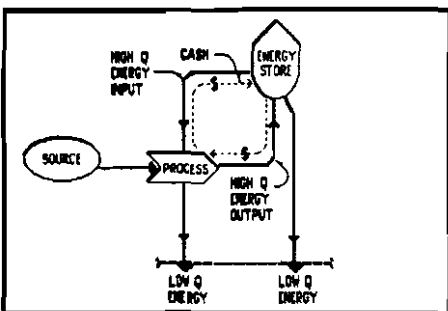 HIGH Q
ENERGY
INPUT
CASH
ENERGY
STORE
$
$
SOURCE
PROCESS
HIGH Q
ENERGY
OUTPUT
LOW Q
ENERGY
LOW Q
ENERGY